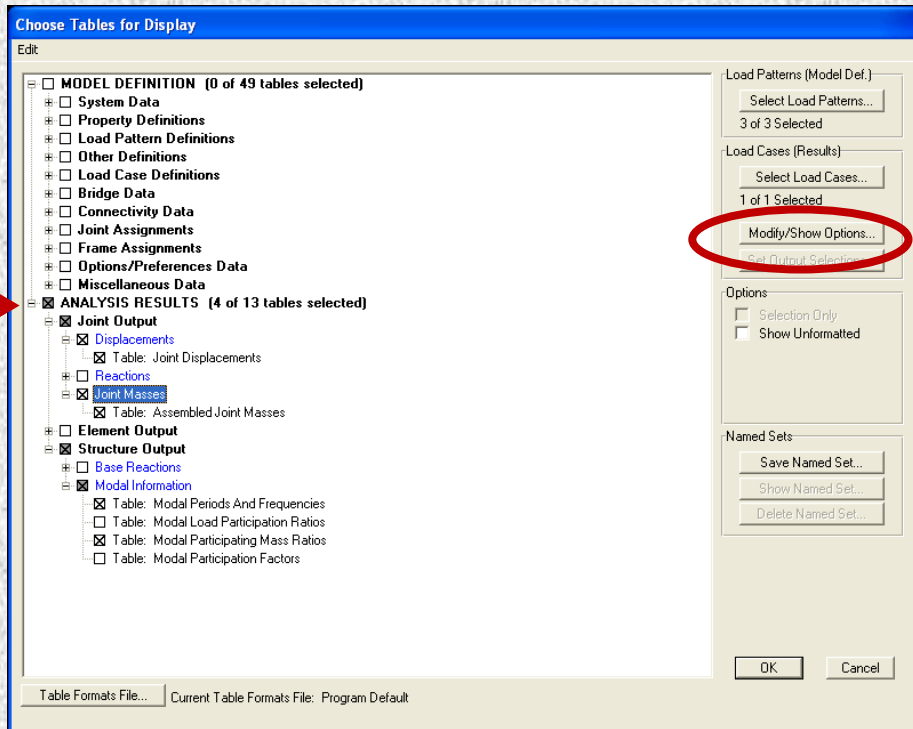 Choose Tables for Display
Edit
MODEL DEFINITION (0 of 49 tables selected)
System Data
Property Definitions
Load Pattern Definitions
Other Definitions
Load Case Definitions
Bridge Data
Connectivity Data
Joint Assignments
Frame Assignments
Options/Preferences Data
Miscellaneous Data
ANALYSIS RESULTS (4 of 13 tables selected)
Joint Output
Displacements
Table: Joint Displacements
Reactions
Joint Masses
Table: Assembled Joint Masses
Element Output
Structure Output
Base Reactions
Modal Information
Table: Modal Periods And Frequencies
Table: Modal Load Participation Ratios
Table: Modal Participating Mass Ratios
Table: Modal Participation Factors
Load Patterns (Model Def.)
Select Load Patterns...
3 of 3 Selected
Load Cases (Results)
Select Load Cases...
1 of 1 Selected
Modify/Show Options...
Set Output Selections...
Options
Selection Only
Show Unformatted
Named Sets
Save Named Set...
Show Named Set...
Delete Named Set...
OK Cancel
Table Formats File... Current Table Formats File: Program Default